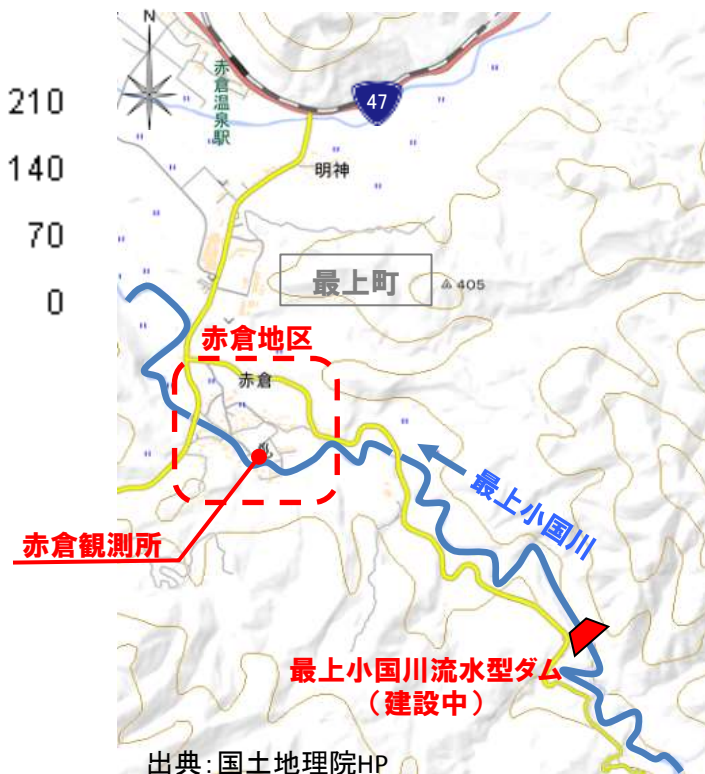 N
赤倉温泉駅
47
210
140
70
0
明神
最上町
405
赤倉地区
赤倉
最上小国川
赤倉観測所
最上小国川流水型ダム
（建設中）
出典：国土地理院HP